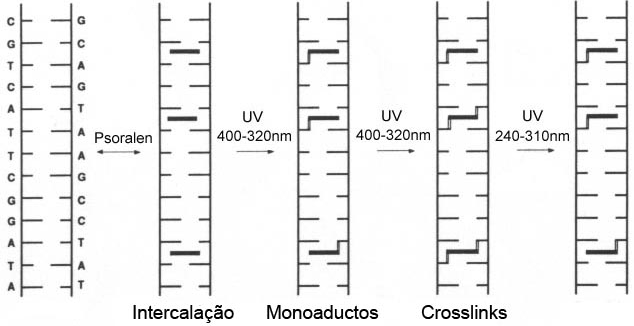 C G
G C
T A
C G
A T
T A
T A
C G
G C
G C
A T
T A
A T
Psoralen
UV
400-320nm
UV
400-320nm
UV
240-310nm
Intercalação Monoaductos Crosslinks